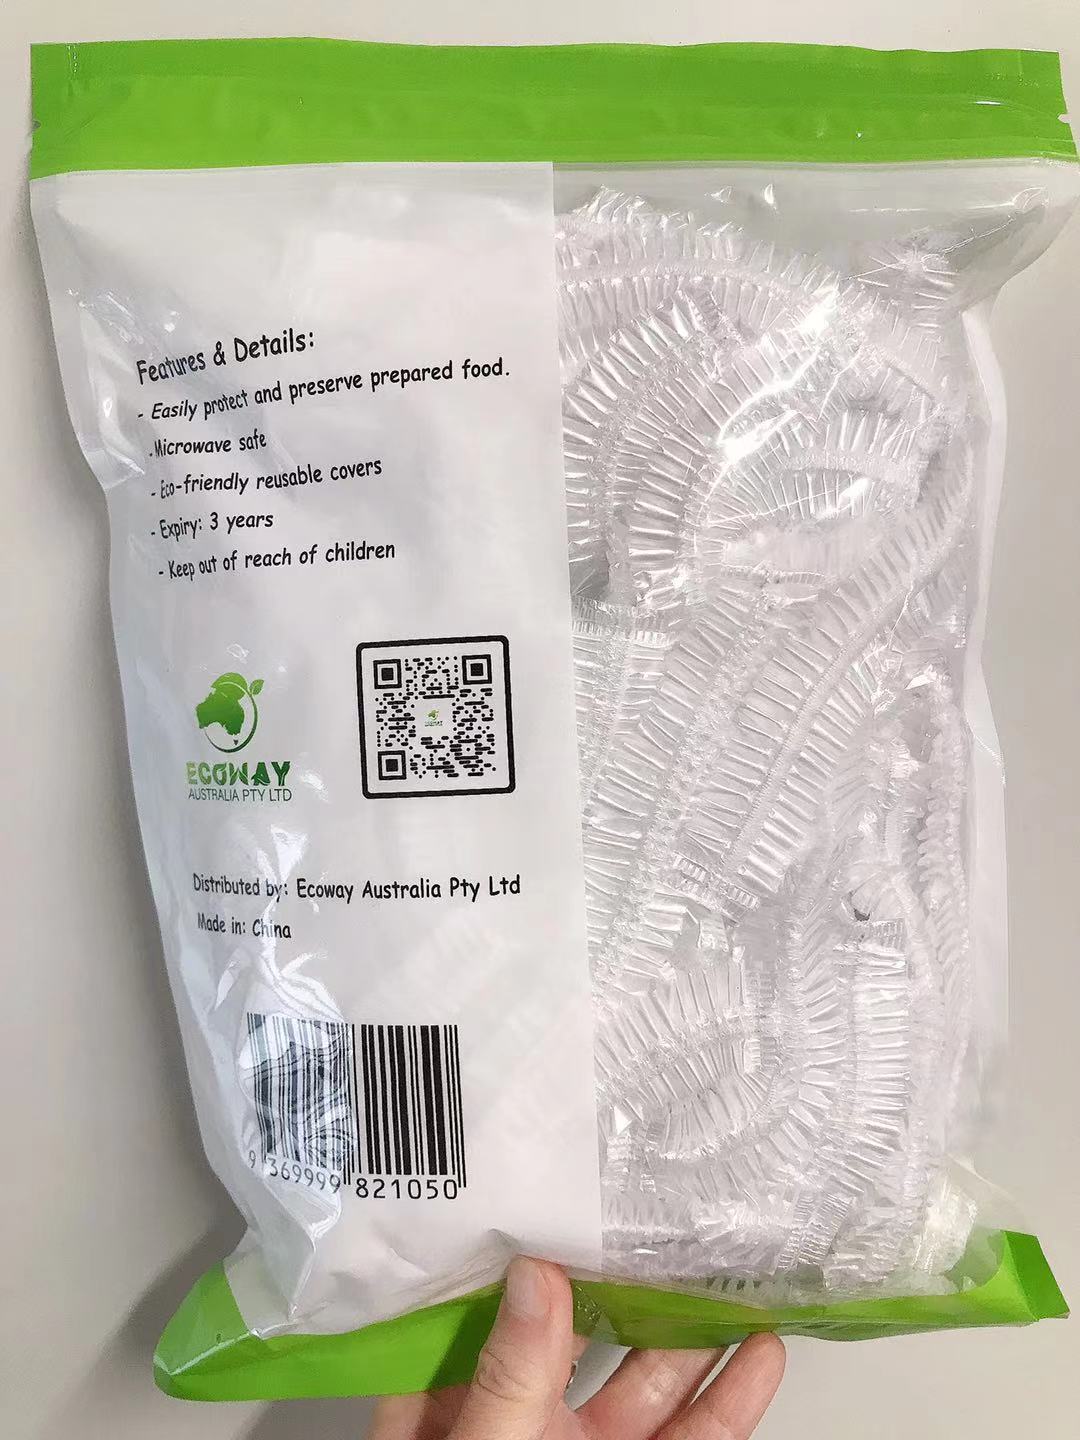 Features & Details:
- Easily protect and preserve prepared food.
- Microwave safe
- Eco-friendly reusable covers
- Expiry: 3 years
- Keep out of reach of children
ECOWAY
AUSTRALIA PTY LTD
Distributed by: Ecoway Australia Pty Ltd
Made in: China
9 369999 821050